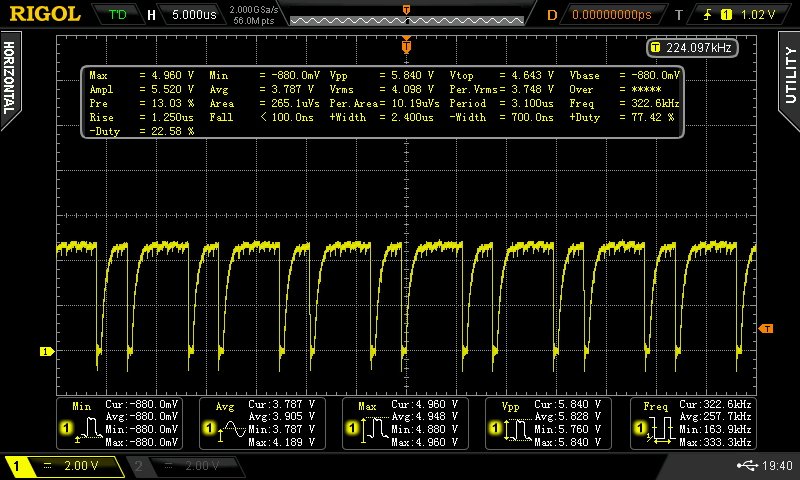 RIGOL T'D H 5.000us 2.000GSa/s 56.0M pts D 0.00000000ps T 1 1.02 V
T
T 224.097kHz
HORIZONTAL
UTILITY
Max = 4.960 V Min = -880.0mV Vpp = 5.840 V Vtop = 4.643 V Vbase = -880.0mV
Ampl = 5.520 V Avg = 3.787 V Vrms = 4.098 V Per.Vrms= 3.748 V Over = *****
Pre = 13.03 % Area = 265.1uVs Per.Area= 10.19uVs Period = 3.100us Freq = 322.6kHz
Rise = 1.250us Fall < 100.0ns +Width = 2.400us -Width = 700.0ns +Duty = 77.42 %
-Duty = 22.58 %
T
1
Min Cur:-880.0mV Avg Cur:3.787 V Max Cur:4.960 V Vpp Cur:5.840 V Freq Cur:322.6kHz
Avg:-880.0mV Avg:3.905 V Avg:4.948 V Avg:5.828 V Avg:257.7kHz
1 Min:-880.0mV 1 Min:3.787 V 1 Min:4.880 V 1 Min:5.760 V 1 Min:163.9kHz
Max:-880.0mV Max:4.189 V Max:4.960 V Max:5.840 V Max:333.3kHz
1 2.00 V 2 2.00 V 19:40